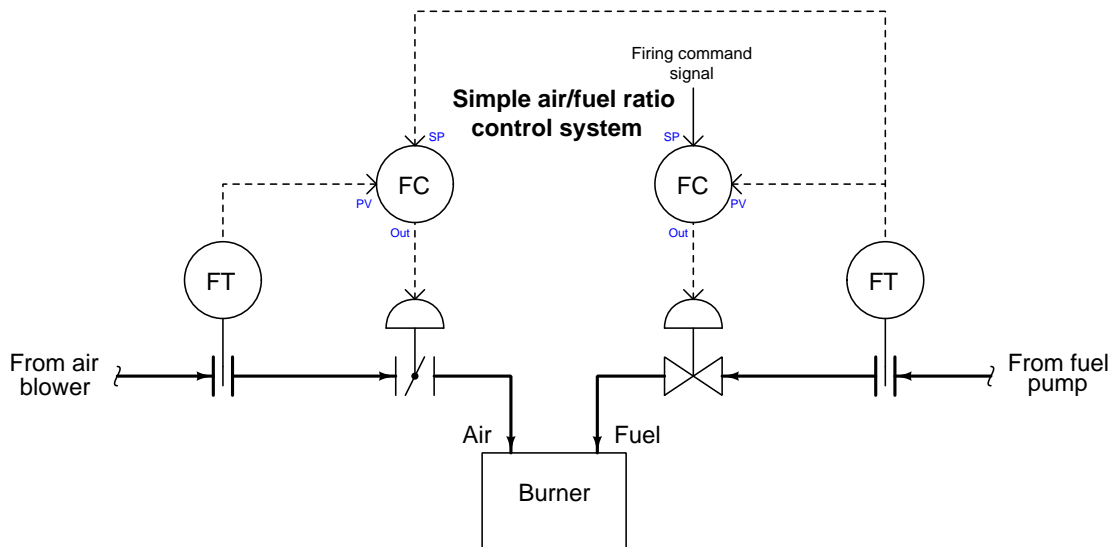 Firing command
signal
Simple air/fuel ratio
control system
SP
SP
FC
FC
PV
PV
Out
Out
FT
FT
From air
blower
From fuel
pump
Air
Fuel
Burner